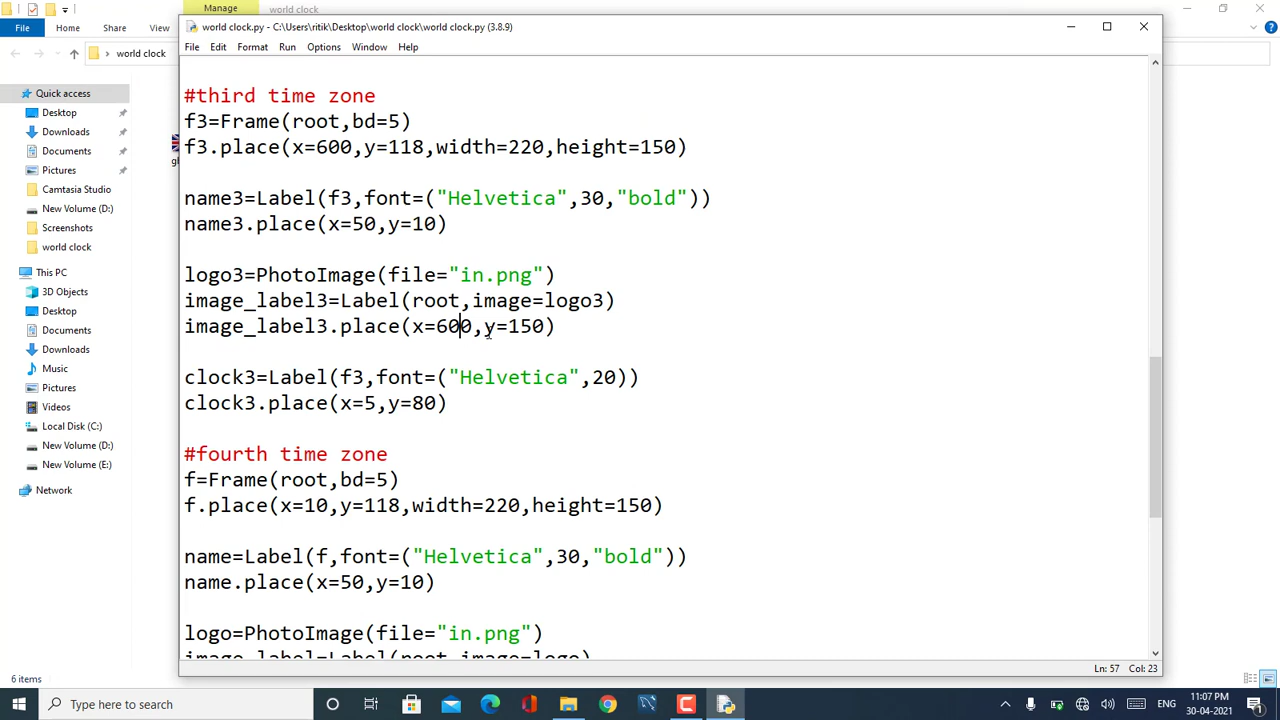 Manage
world clock
File
Home
Share
View
world clock.py - C:\Users\ritik\Desktop\world clock\world clock.py (3.8.9)
File Edit Format Run Options Window Help
world clock
Quick access
Desktop
Downloads
Documents
Pictures
Camtasia Studio
New Volume (D:)
Screenshots
world clock
This PC
3D Objects
Desktop
Documents
Downloads
Music
Pictures
Videos
Local Disk (C:)
New Volume (D:)
New Volume (E:)
Network
6 items
#third time zone
f3=Frame(root,bd=5)
f3.place(x=600,y=118,width=220,height=150)
name3=Label(f3,font=("Helvetica",30,"bold"))
name3.place(x=50,y=10)
logo3=PhotoImage(file="in.png")
image_label3=Label(root,image=logo3)
image_label3.place(x=600,y=150)
clock3=Label(f3,font=("Helvetica",20))
clock3.place(x=5,y=80)
#fourth time zone
f=Frame(root,bd=5)
f.place(x=10,y=118,width=220,height=150)
name=Label(f,font=("Helvetica",30,"bold"))
name.place(x=50,y=10)
logo=PhotoImage(file="in.png")
image_label=Label(root,image=logo)
Ln: 57 Col: 23
Type here to search
ENG
11:07 PM
30-04-2021